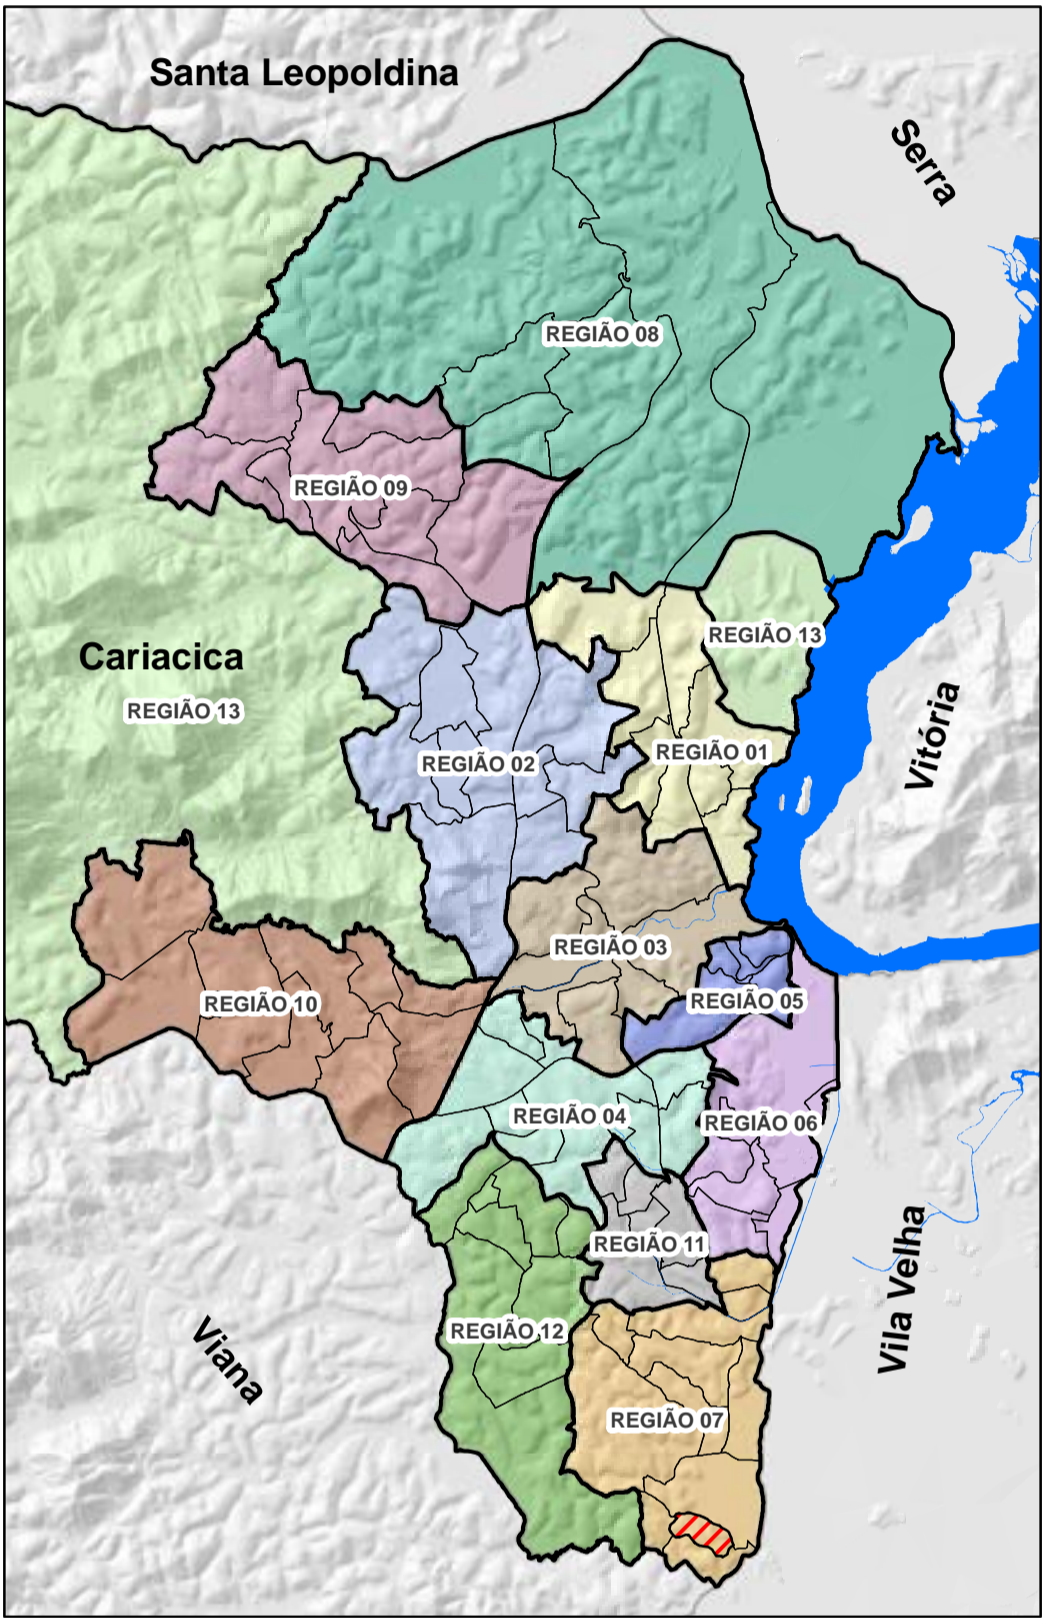 Santa Leopoldina
Serra
REGIÃO 08
REGIÃO 09
REGIÃO 13
Cariacica
REGIÃO 13
Vitória
REGIÃO 01
REGIÃO 02
REGIÃO 03
REGIÃO 05
REGIÃO 10
REGIÃO 04
REGIÃO 06
REGIÃO 11
Vila Velha
REGIÃO 12
Viana
REGIÃO 07